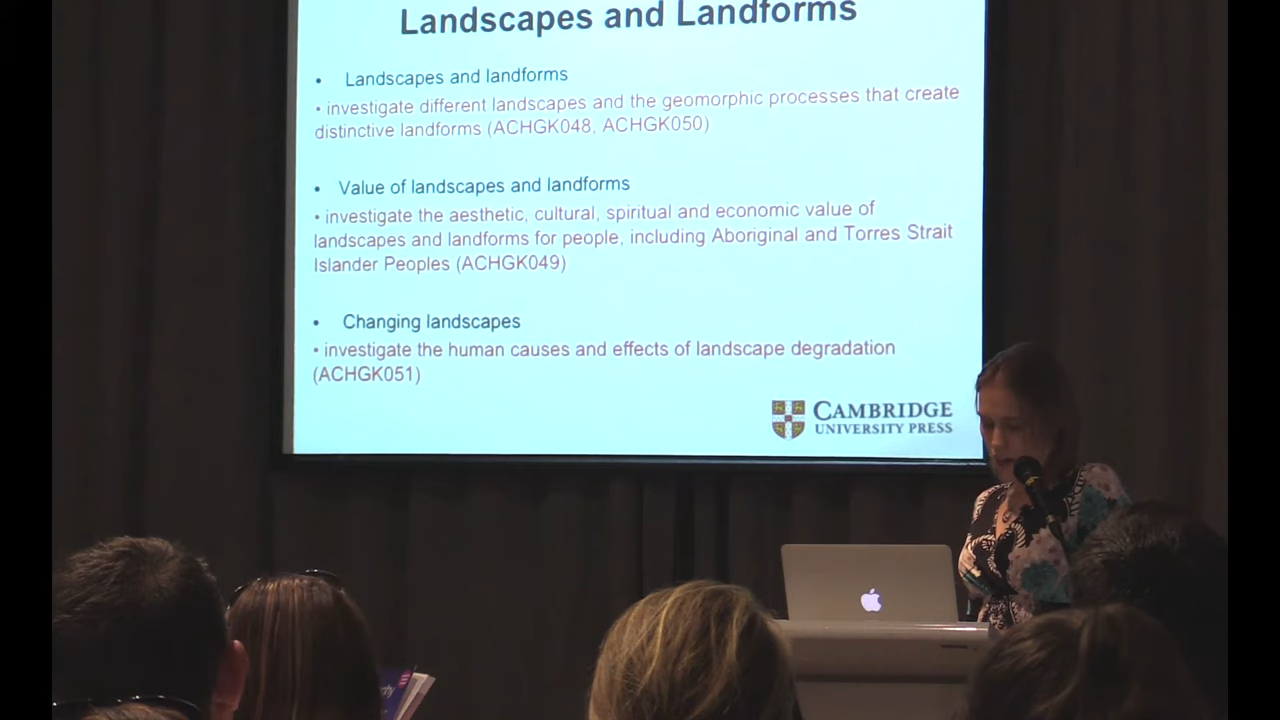 Landscapes and Landforms
• Landscapes and landforms
• investigate different landscapes and the geomorphic processes that create
distinctive landforms (ACHGK048, ACHGK050)
• Value of landscapes and landforms
• investigate the aesthetic, cultural, spiritual and economic value of
landscapes and landforms for people, including Aboriginal and Torres Strait
Islander Peoples (ACHGK049)
• Changing landscapes
• investigate the human causes and effects of landscape degradation
(ACHGK051)
CAMBRIDGE
UNIVERSITY PRESS